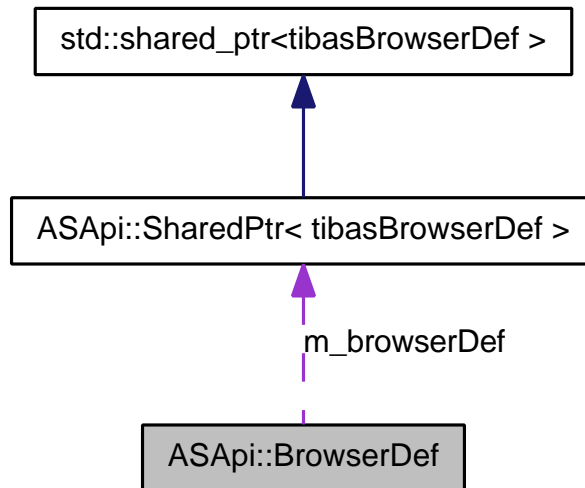 std::shared_ptr<tibasBrowserDef >
ASApi::SharedPtr< tibasBrowserDef >
m_browserDef
ASApi::BrowserDef